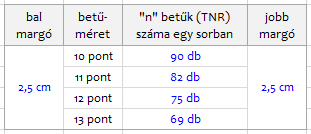 bal margó
betű-méret
"n" betűk (TNR) száma egy sorban
jobb margó
2,5 cm
10 pont
90 db
2,5 cm
11 pont
82 db
12 pont
75 db
13 pont
69 db